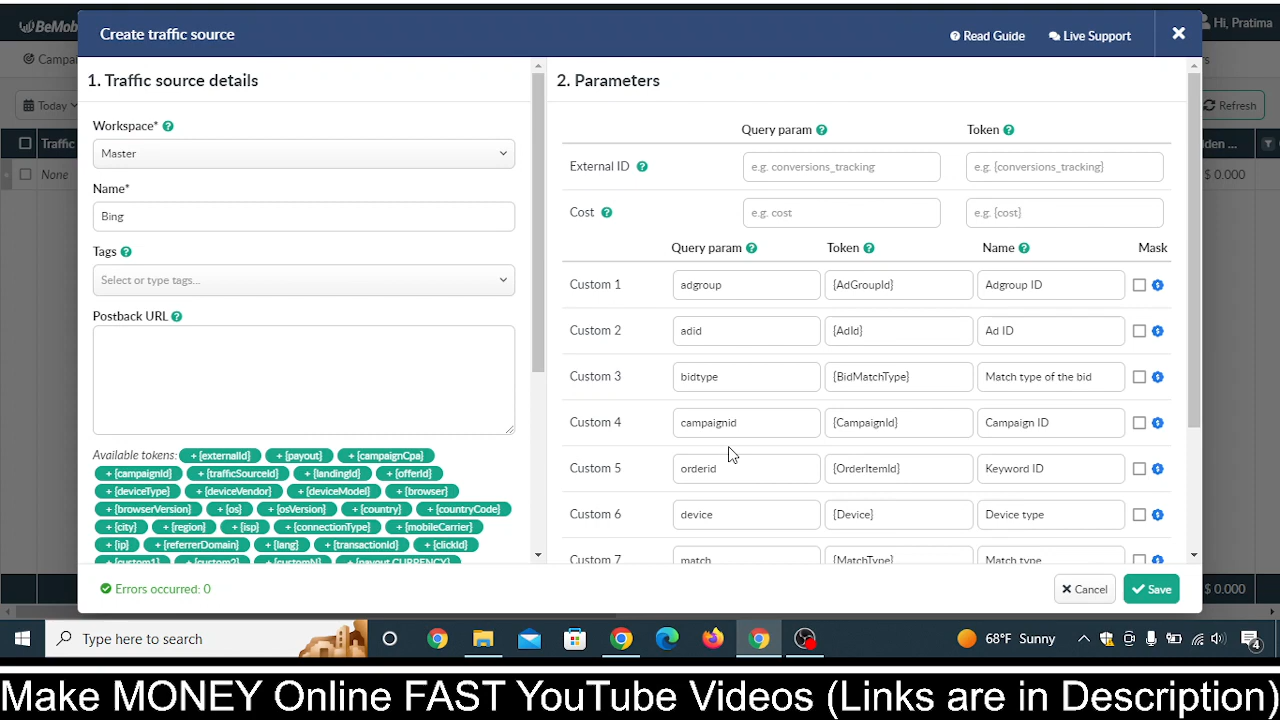 BeMob
Hi, Pratima
Create traffic source
Read Guide
Live Support
Campa
rs
Today
Refresh
Traffic
dden ...
None
$ 0.000
1. Traffic source details
Workspace*
Master
Name*
Bing
Tags
Select or type tags...
Postback URL
Available tokens: + {externalId} + {payout} + {campaignCpa}
+ {campaignId} + {trafficSourceId} + {landingId} + {offerId}
+ {deviceType} + {deviceVendor} + {deviceModel} + {browser}
+ {browserVersion} + {os} + {osVersion} + {country} + {countryCode}
+ {city} + {region} + {isp} + {connectionType} + {mobileCarrier}
+ {ip} + {referrerDomain} + {lang} + {transactionId} + {clickId}
+ {custom1} + {custom2} + {customN} + {payout.CURRENCY}
2. Parameters
Query param Token
External ID e.g. conversions_tracking e.g. {conversions_tracking}
Cost e.g. cost e.g. {cost}
Query param Token Name Mask
Custom 1 adgroup {AdGroupId} Adgroup ID
Custom 2 adid {AdId} Ad ID
Custom 3 bidtype {BidMatchType} Match type of the bid
Custom 4 campaignid {CampaignId} Campaign ID
Custom 5 orderid {OrderItemId} Keyword ID
Custom 6 device {Device} Device type
Custom 7 match {MatchType} Match type
Errors occurred: 0
Cancel
Save
$ 0.000
Type here to search
68°F Sunny
4
Make MONEY Online FAST YouTube Videos (Links are in Description)